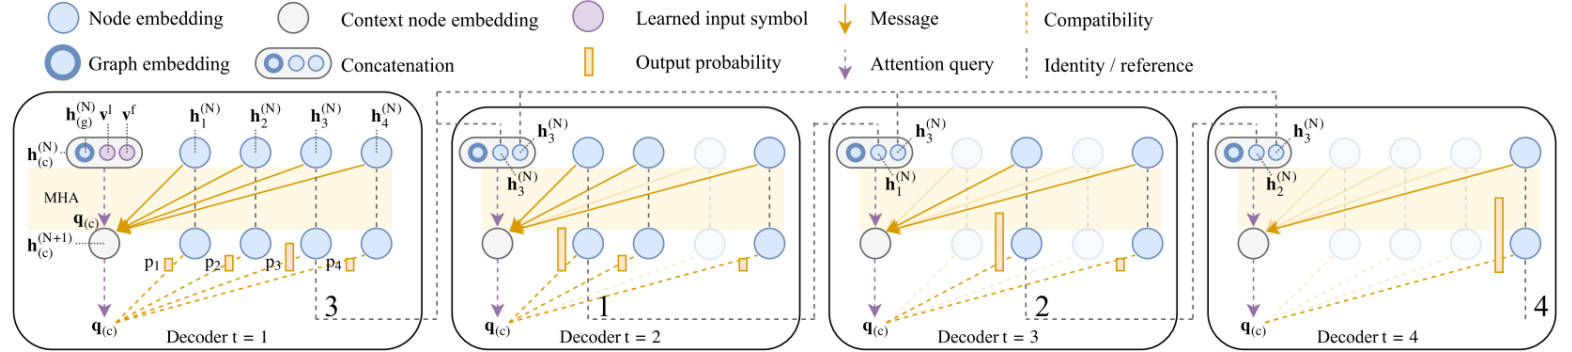 Node embedding Context node embedding Learned input symbol Message Compatibility
Graph embedding Concatenation Output probability Attention query Identity / reference
h(g)(N) vl vf h1(N) h2(N) h3(N) h4(N)
h(c)(N)
MHA
q(c)
h(c)(N+1)
p1 p2 p3 p4
3
q(c)
Decoder t = 1
h3(N)
h3(N)
1
q(c)
Decoder t = 2
h3(N)
h1(N)
2
q(c)
Decoder t = 3
h3(N)
h2(N)
4
q(c)
Decoder t = 4